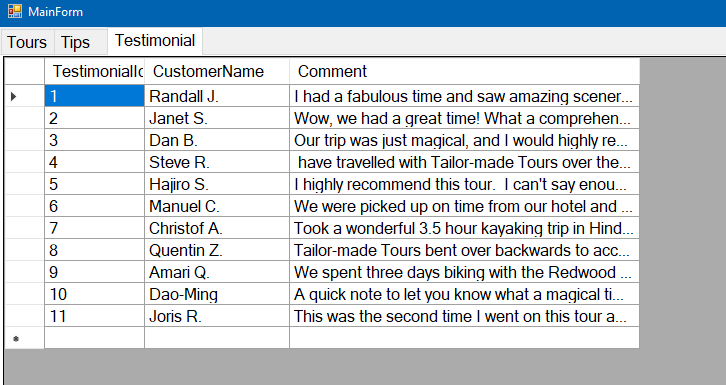 MainForm
Tours Tips Testimonial
TestimonialId CustomerName Comment
1 Randall J. I had a fabulous time and saw amazing scener...
2 Janet S. Wow, we had a great time! What a comprehen...
3 Dan B. Our trip was just magical, and I would highly re...
4 Steve R. have travelled with Tailor-made Tours over the...
5 Hajiro S. I highly recommend this tour.  I can't say enou...
6 Manuel C. We were picked up on time from our hotel and ...
7 Christof A. Took a wonderful 3.5 hour kayaking trip in Hind...
8 Quentin Z. Tailor-made Tours bent over backwards to acc...
9 Amari Q. We spent three days biking with the Redwood ...
10 Dao-Ming A quick note to let you know what a magical ti...
11 Joris R. This was the second time I went on this tour a...